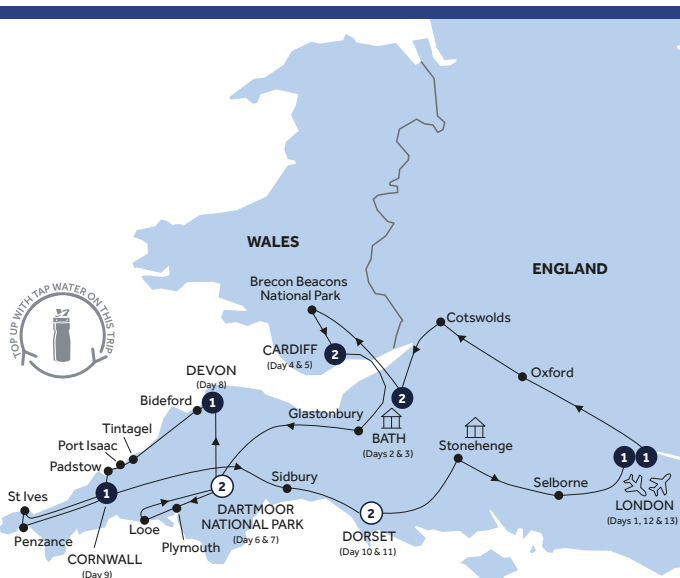 WALES
ENGLAND
Brecon Beacons
National Park
Cotswolds
TOP UP WITH TAP WATER ON THIS TRIP
CARDIFF
(Day 4 & 5)
2
Oxford
DEVON
(Day 8)
1
2
Bideford
Glastonbury
BATH
(Days 2 & 3)
Tintagel
Port Isaac
Padstow
Stonehenge
1
1
St Ives
1
Sidbury
2
Selborne
LONDON
(Days 1, 12 & 13)
DARTMOOR
NATIONAL PARK
(Day 6 & 7)
2
DORSET
(Day 10 & 11)
Looe
Penzance
Plymouth
CORNWALL
(Day 9)